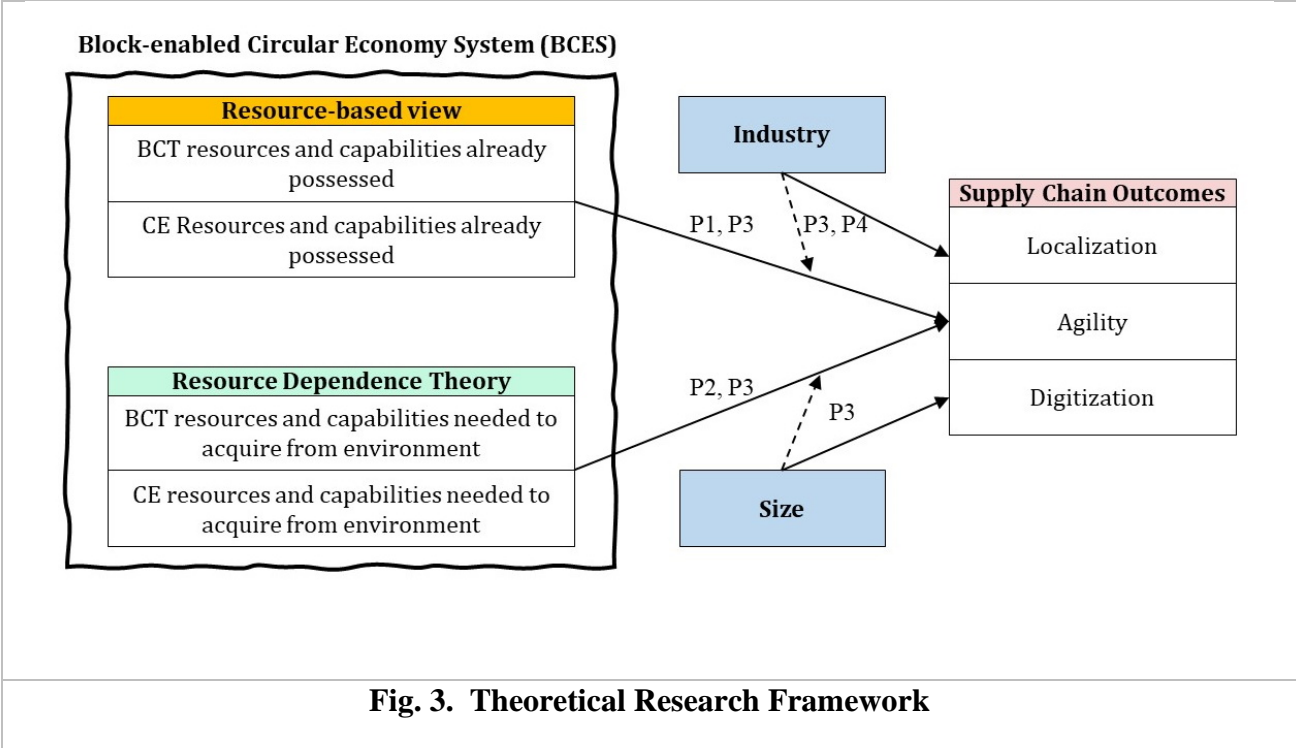 Block-enabled Circular Economy System (BCES)
Resource-based view
BCT resources and capabilities already
possessed
CE Resources and capabilities already
possessed
Resource Dependence Theory
BCT resources and capabilities needed to
acquire from environment
CE resources and capabilities needed to
acquire from environment
Industry
P1, P3
P3, P4
P2, P3
P3
Size
Supply Chain Outcomes
Localization
Agility
Digitization
Fig. 3. Theoretical Research Framework